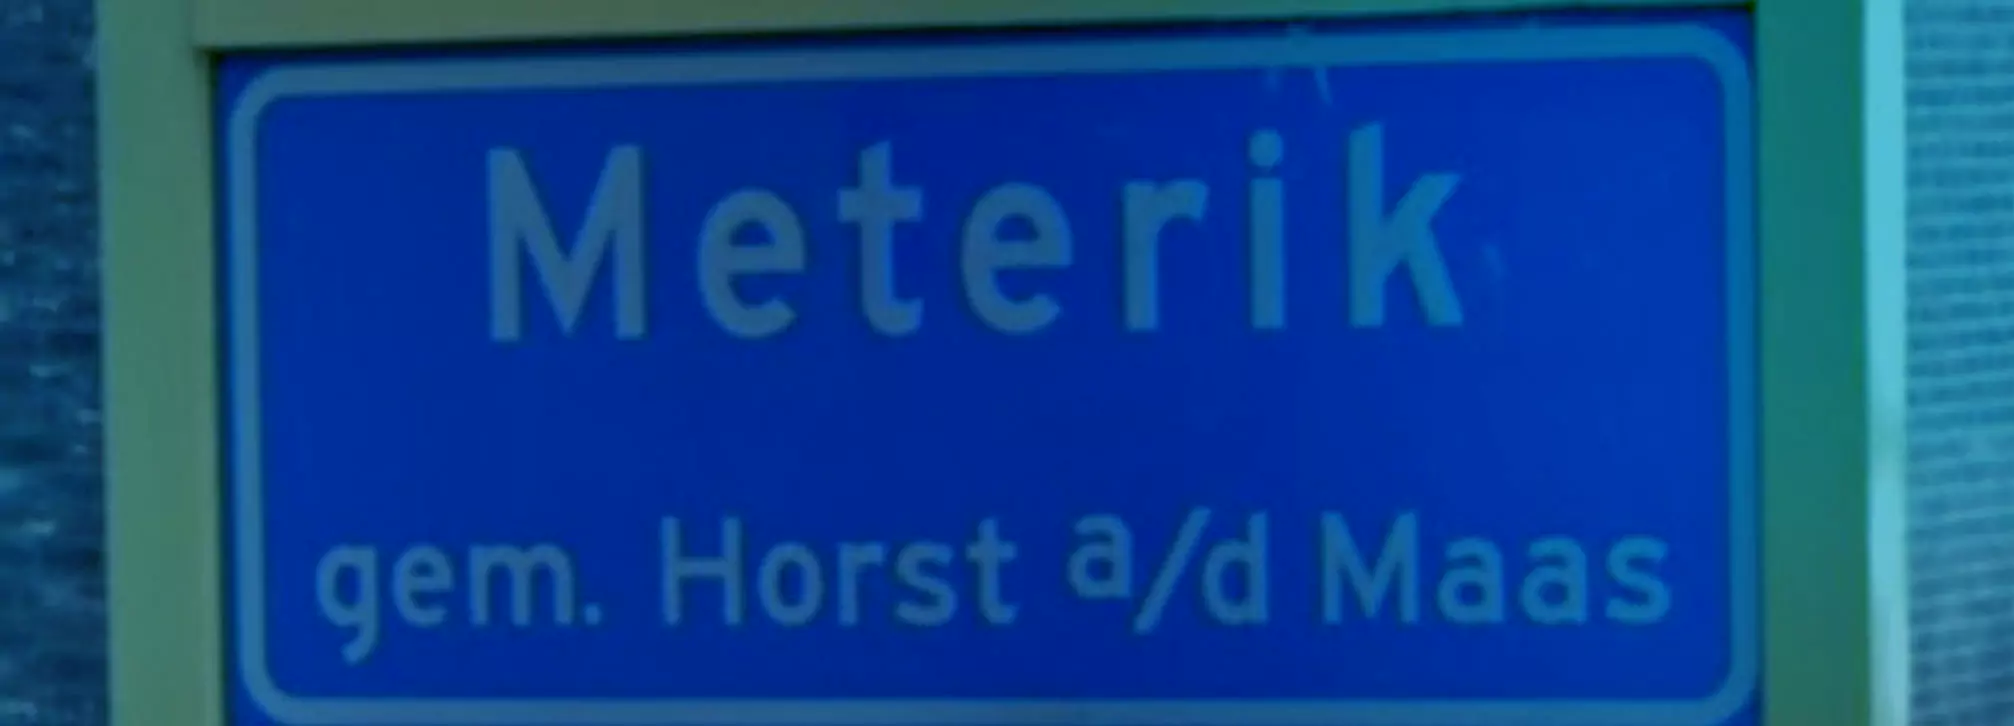 Meterik
gem. Horst a/d Maas